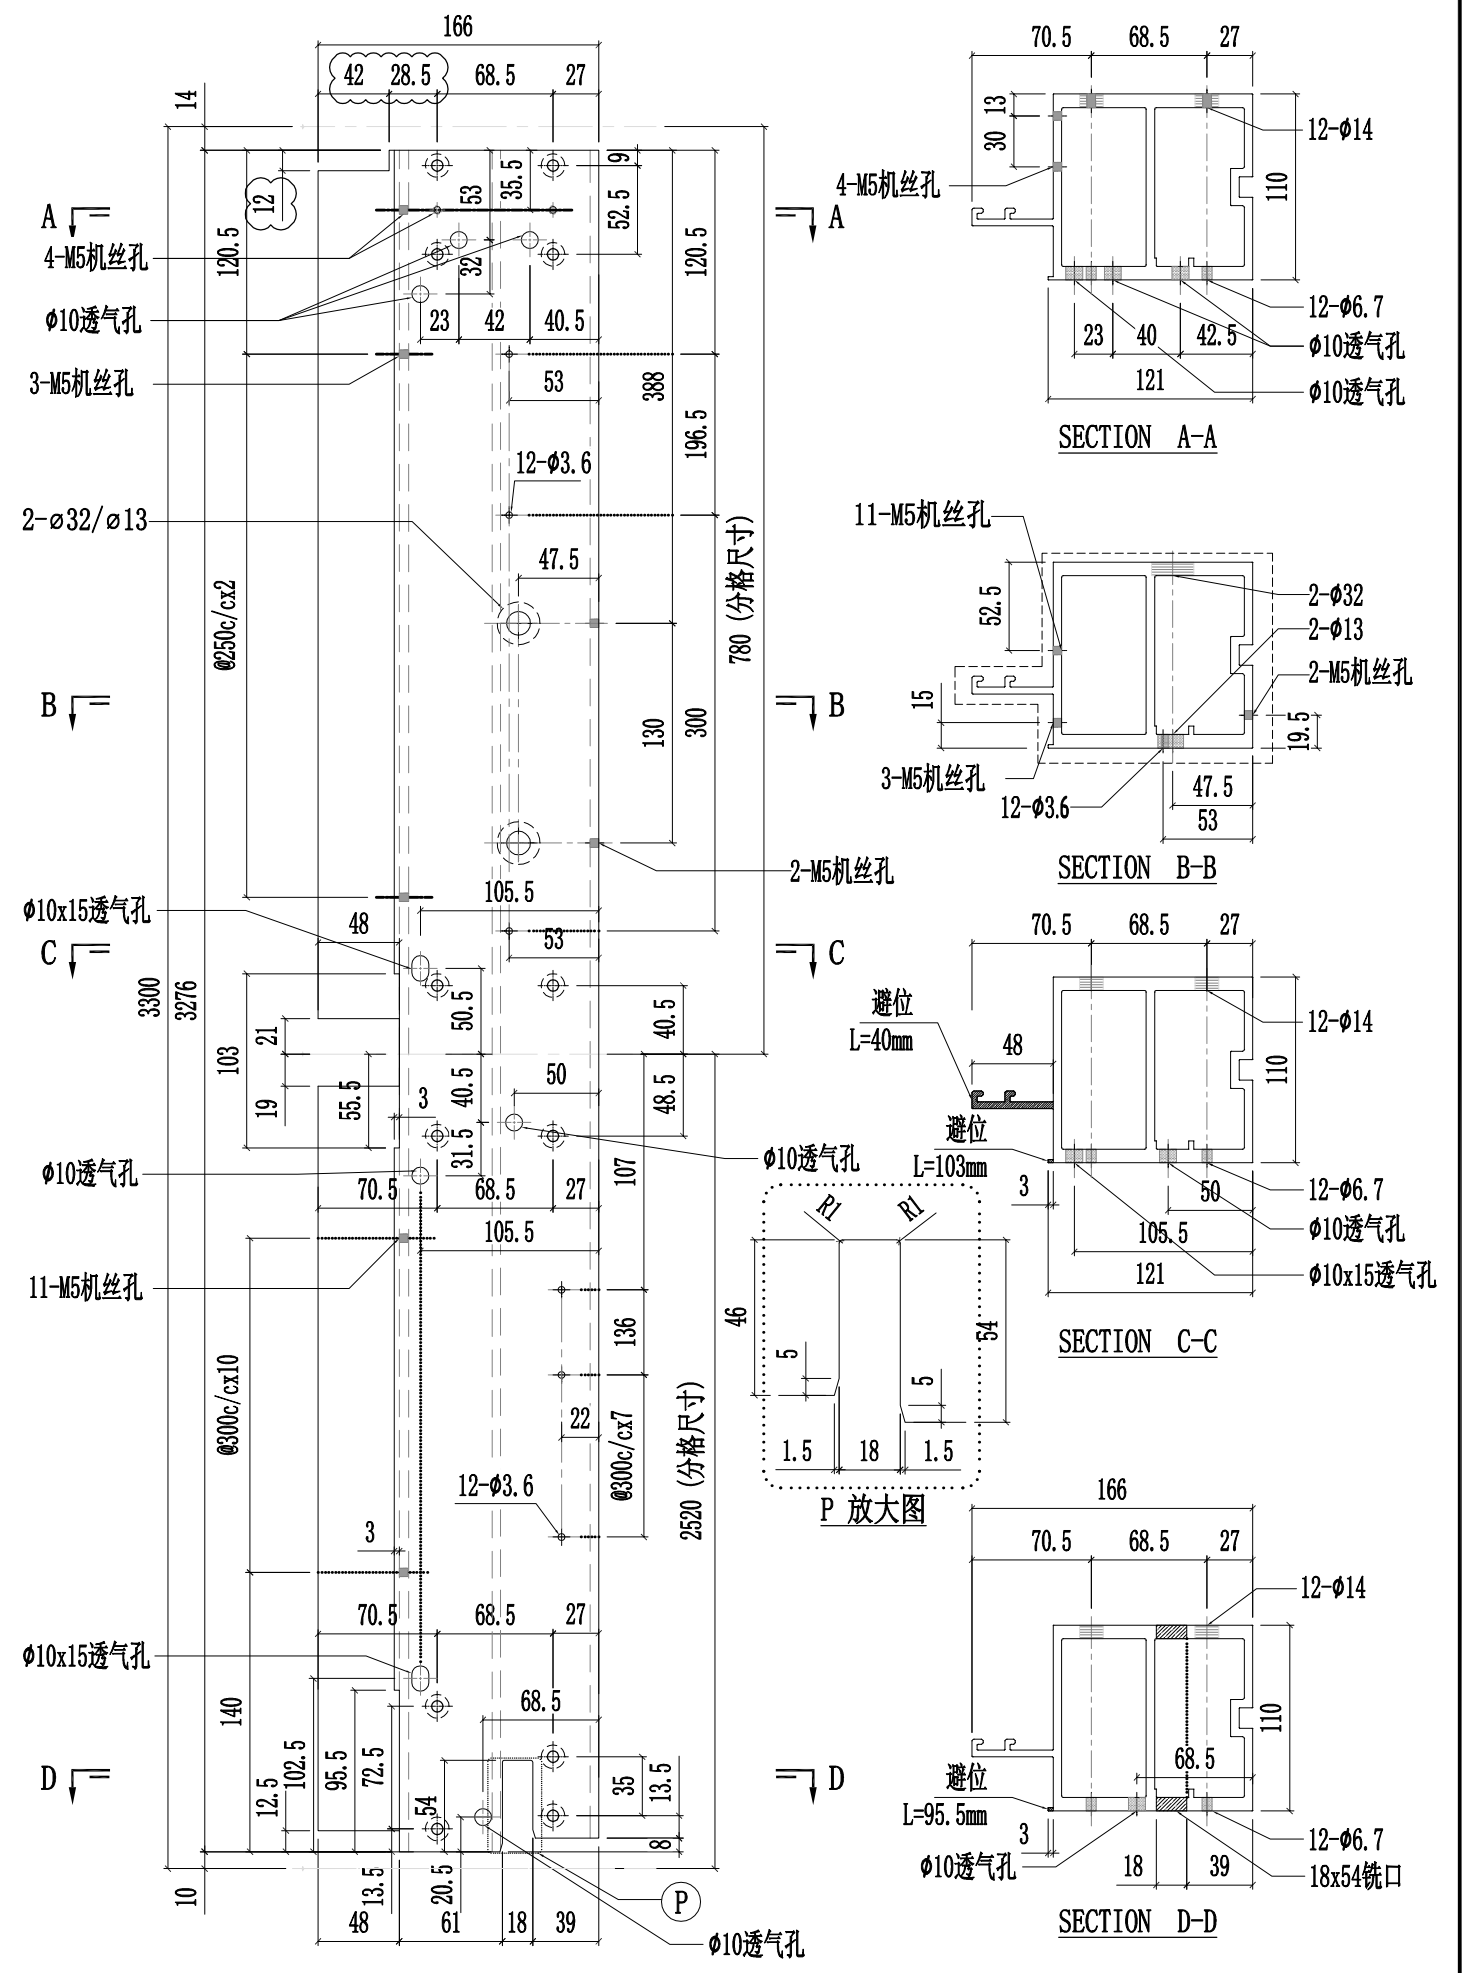 166
42
28.5
68.5
27
14
12
120.5
53
35.5
9
52.5
32
120.5
A
A
4-M5机丝孔
ϕ10透气孔
23
42
40.5
3-M5机丝孔
53
388
196.5
12-ϕ3.6
2-⌀32/⌀13
47.5
780 (分格尺寸)
@250c/cx2
B
B
130
300
2-M5机丝孔
105.5
ϕ10x15透气孔
48
53
C
C
3300
3276
21
103
19
55.5
3
50.5
40.5
31.5
50
40.5
48.5
ϕ10透气孔
ϕ10透气孔
70.5
68.5
27
107
105.5
11-M5机丝孔
136
@300c/cx10
22
@300c/cx7
12-ϕ3.6
2520 (分格尺寸)
3
70.5
68.5
27
ϕ10x15透气孔
140
68.5
12.5
102.5
95.5
72.5
54
35
13.5
D
D
8
10
13.5
20.5
P
48
61
18
39
ϕ10透气孔
70.5
68.5
27
13
30
12-ϕ14
110
4-M5机丝孔
12-ϕ6.7
23
40
42.5
ϕ10透气孔
121
ϕ10透气孔
SECTION A-A
11-M5机丝孔
52.5
2-ϕ32
2-ϕ13
2-M5机丝孔
15
19.5
3-M5机丝孔
12-ϕ3.6
47.5
53
SECTION B-B
70.5
68.5
27
避位
L=40mm
12-ϕ14
48
110
避位
L=103mm
3
50
12-ϕ6.7
105.5
ϕ10透气孔
121
ϕ10x15透气孔
SECTION C-C
R1
R1
46
54
5
5
1.5
18
1.5
P 放大图
166
70.5
68.5
27
12-ϕ14
110
68.5
避位
L=95.5mm
3
12-ϕ6.7
ϕ10透气孔
18
39
18x54铣口
SECTION D-D